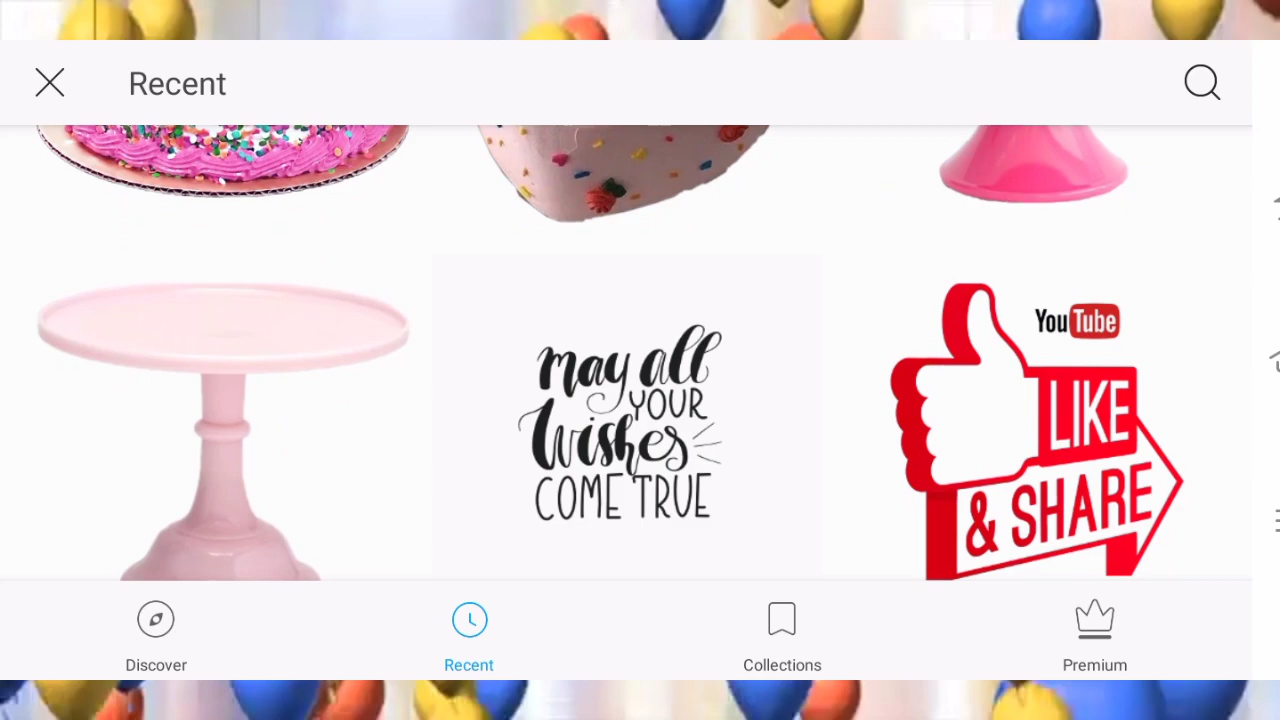 Recent
may all
YOUR
Wishes
COME TRUE
YouTube
LIKE
& SHARE
Discover
Recent
Collections
Premium